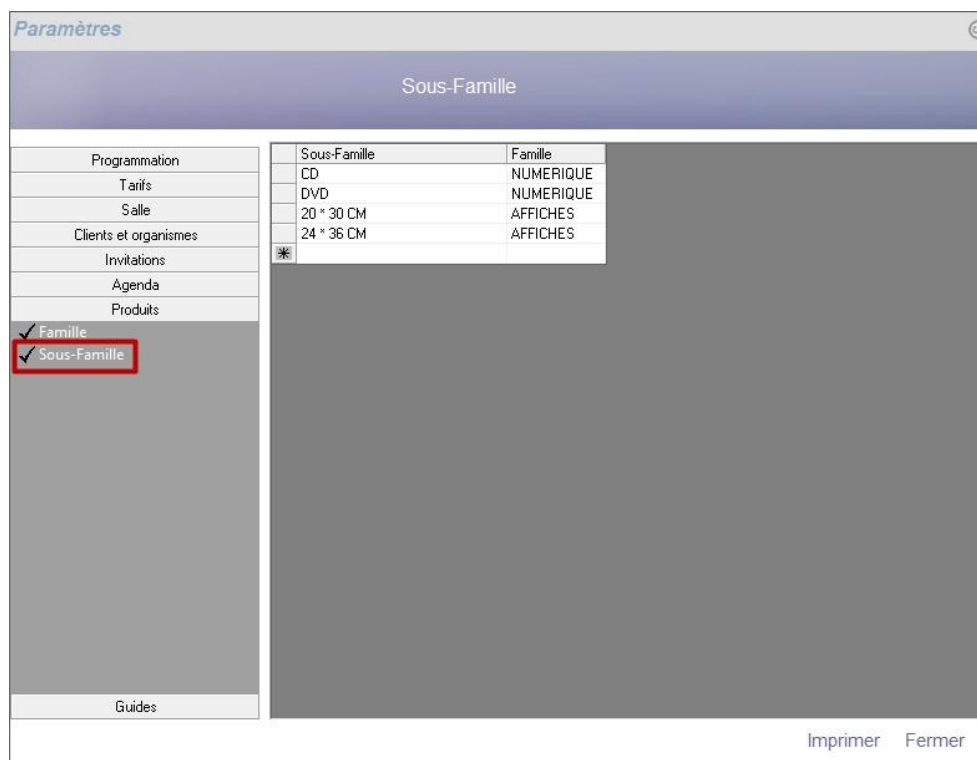 Paramètres
Sous-Famille
Programmation
Tarifs
Salle
Clients et organismes
Invitations
Agenda
Produits
Famille
Sous-Famille
Guides
Sous-Famille Famille
CD NUMERIQUE
DVD NUMERIQUE
20 * 30 CM AFFICHES
24 * 36 CM AFFICHES
Imprimer Fermer